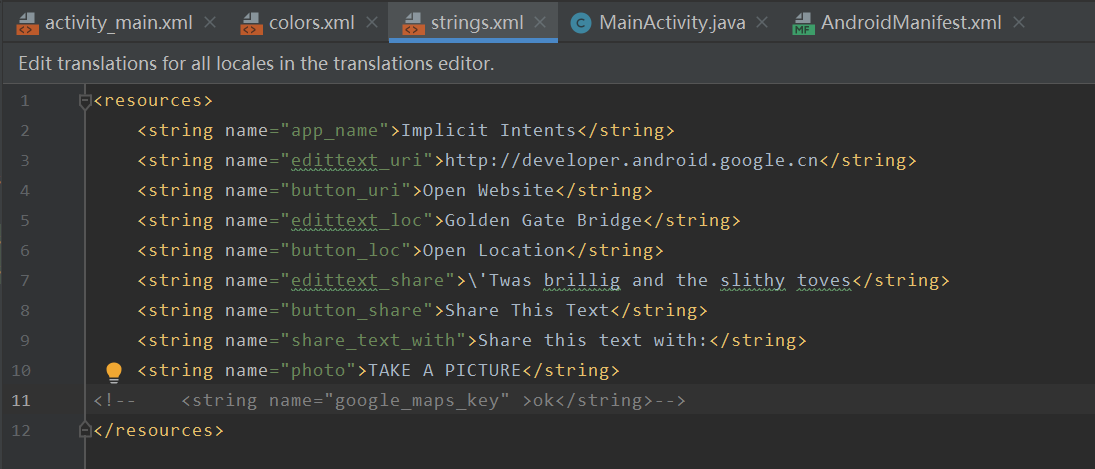 activity_main.xml colors.xml strings.xml MainActivity.java AndroidManifest.xml
Edit translations for all locales in the translations editor.
1 <resources>
2     <string name="app_name">Implicit Intents</string>
3     <string name="edittext_uri">http://developer.android.google.cn</string>
4     <string name="button_uri">Open Website</string>
5     <string name="edittext_loc">Golden Gate Bridge</string>
6     <string name="button_loc">Open Location</string>
7     <string name="edittext_share">\'Twas brillig and the slithy toves</string>
8     <string name="button_share">Share This Text</string>
9     <string name="share_text_with">Share this text with:</string>
10     <string name="photo">TAKE A PICTURE</string>
11 <!--    <string name="google_maps_key" >ok</string>-->
12 </resources>